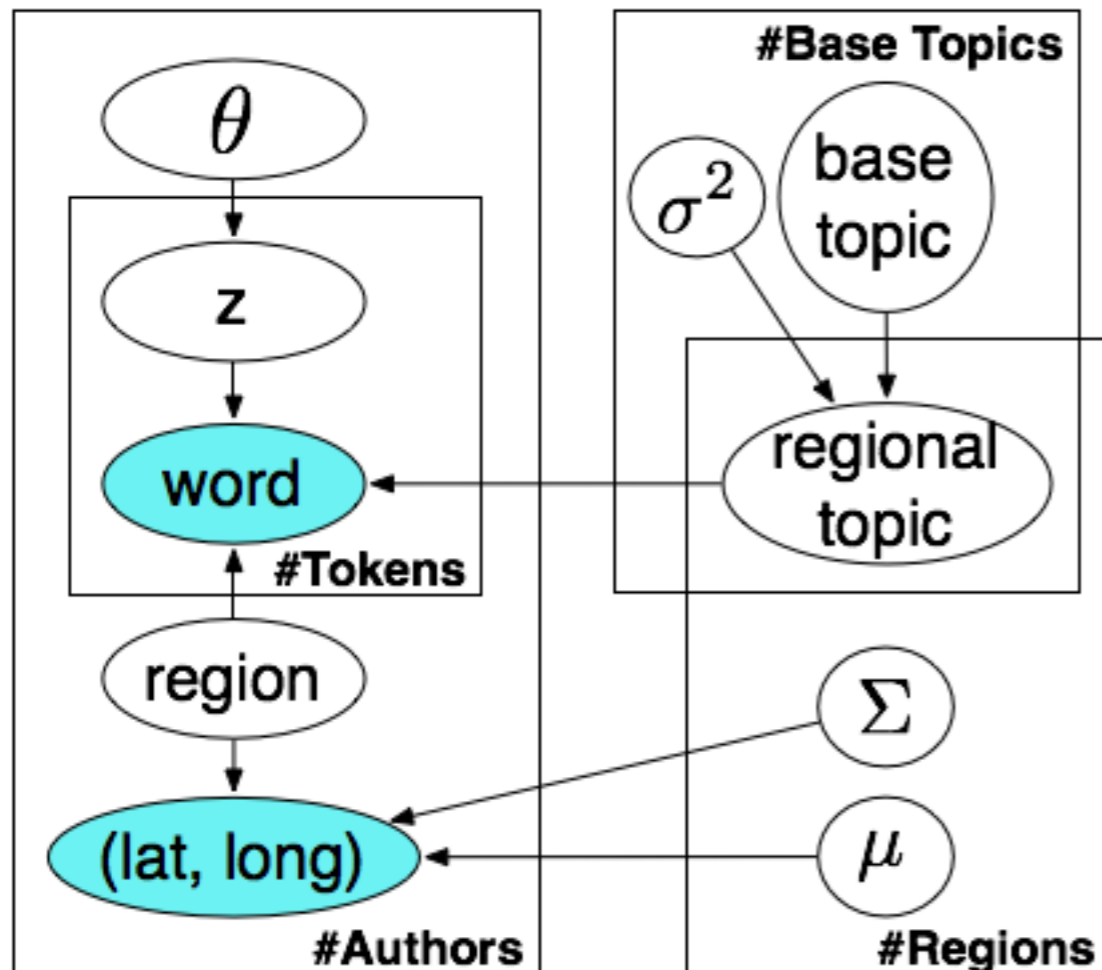 θ
z
word
#Tokens
region
(lat, long)
#Authors
#Base Topics
σ²
base
topic
regional
topic
Σ
μ
#Regions